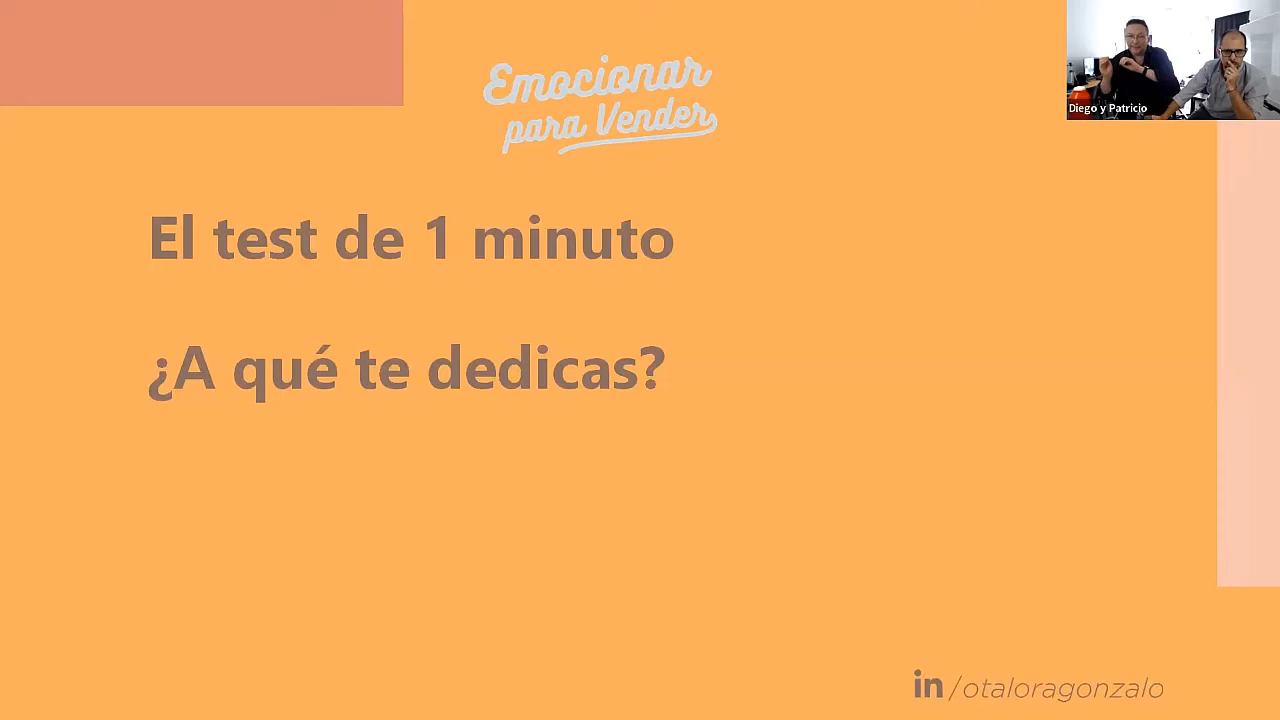 Emocionar
para Vender
Diego y Patricio
El test de 1 minuto
¿A qué te dedicas?
in/otaloragonzalo